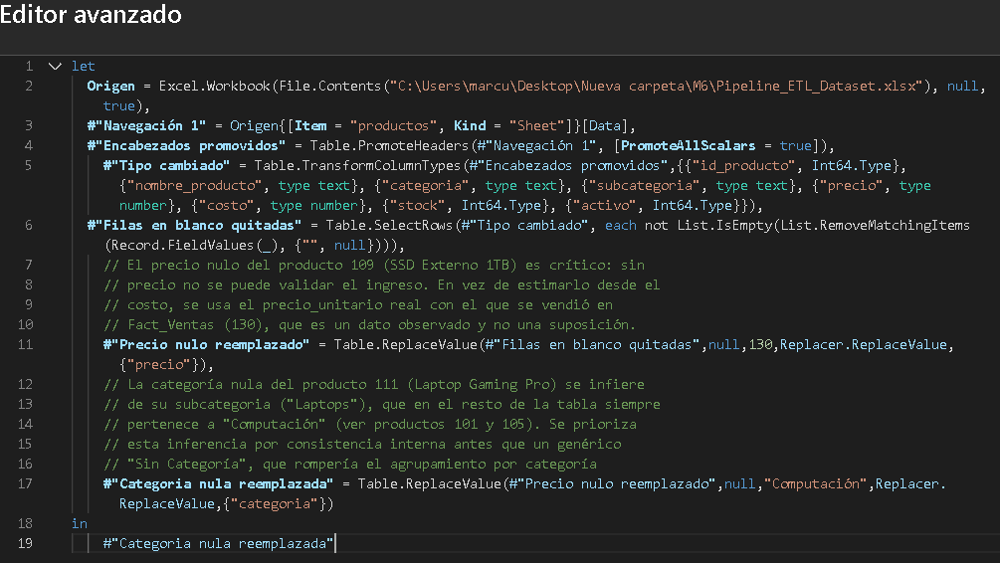 Editor avanzado
1 let
2 Origen = Excel.Workbook(File.Contents("C:\Users\marcu\Desktop\Nueva carpeta\M6\Pipeline_ETL_Dataset.xlsx"), null,
true),
3 #"Navegación 1" = Origen{[Item = "productos", Kind = "Sheet"]}[Data],
4 #"Encabezados promovidos" = Table.PromoteHeaders(#"Navegación 1", [PromoteAllScalars = true]),
5 #"Tipo cambiado" = Table.TransformColumnTypes(#"Encabezados promovidos",{{"id_producto", Int64.Type},
{"nombre_producto", type text}, {"categoria", type text}, {"subcategoria", type text}, {"precio", type
number}, {"costo", type number}, {"stock", Int64.Type}, {"activo", Int64.Type}}),
6 #"Filas en blanco quitadas" = Table.SelectRows(#"Tipo cambiado", each not List.IsEmpty(List.RemoveMatchingItems
(Record.FieldValues(_), {"", null}))),
7 // El precio nulo del producto 109 (SSD Externo 1TB) es crítico: sin
8 // precio no se puede validar el ingreso. En vez de estimarlo desde el
9 // costo, se usa el precio_unitario real con el que se vendió en
10 // Fact_Ventas (130), que es un dato observado y no una suposición.
11 #"Precio nulo reemplazado" = Table.ReplaceValue(#"Filas en blanco quitadas",null,130,Replacer.ReplaceValue,
{"precio"}),
12 // La categoría nula del producto 111 (Laptop Gaming Pro) se infiere
13 // de su subcategoria ("Laptops"), que en el resto de la tabla siempre
14 // pertenece a "Computación" (ver productos 101 y 105). Se prioriza
15 // esta inferencia por consistencia interna antes que un genérico
16 // "Sin Categoría", que rompería el agrupamiento por categoría
17 #"Categoria nula reemplazada" = Table.ReplaceValue(#"Precio nulo reemplazado",null,"Computación",Replacer.
ReplaceValue,{"categoria"})
18 in
19 #"Categoria nula reemplazada"